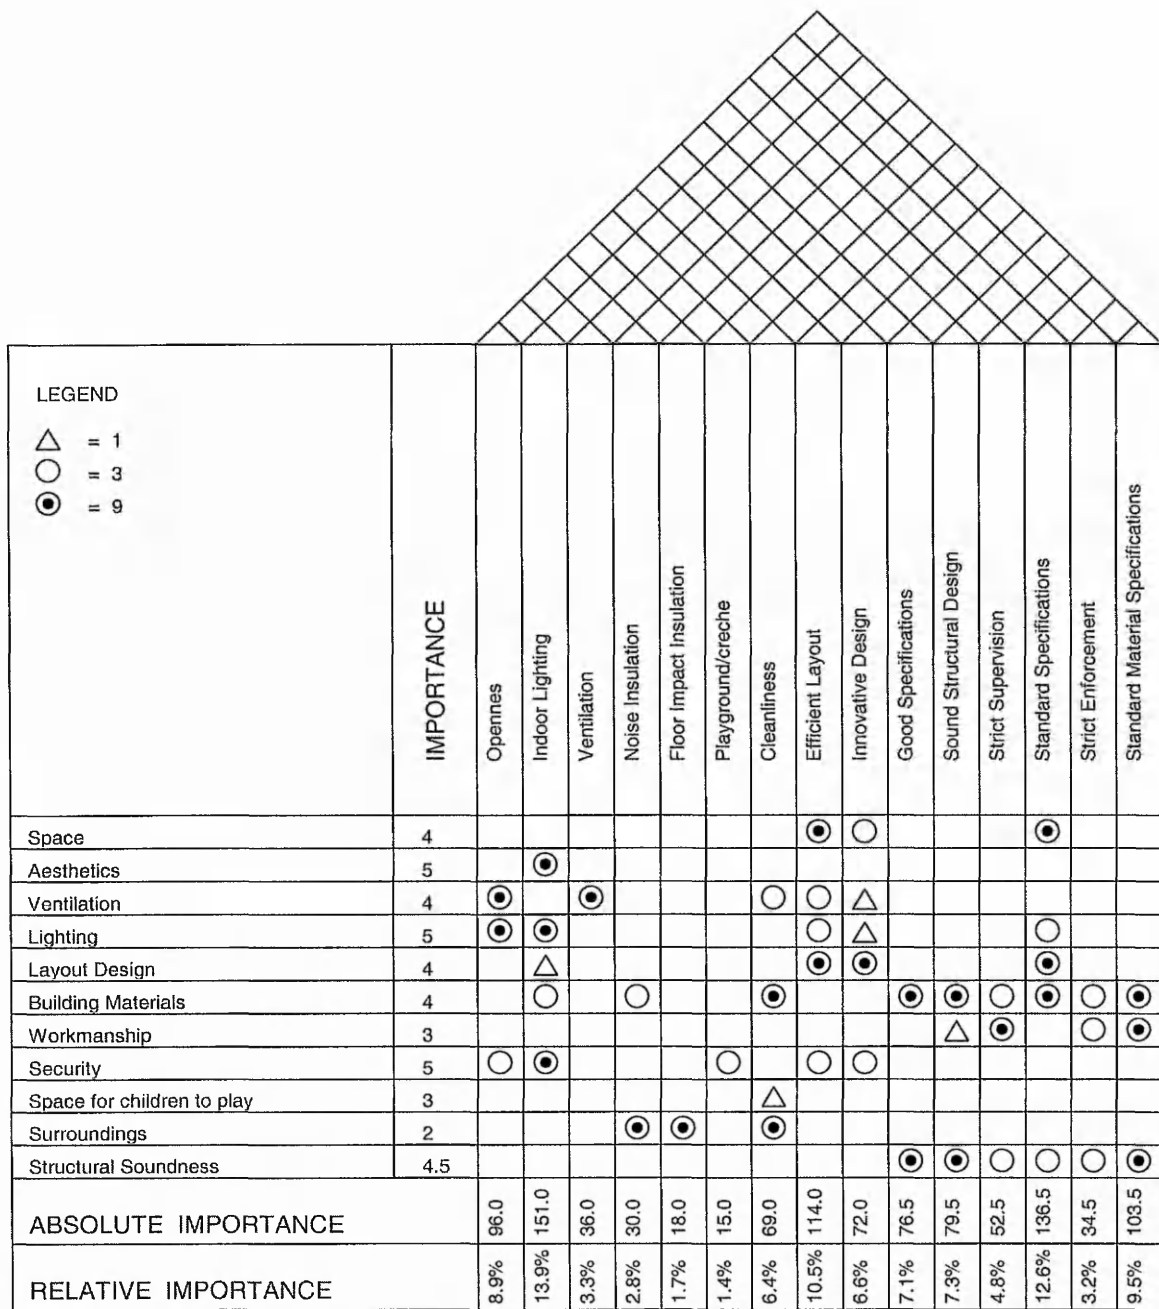 LEGEND
= 1
= 3
= 9
IMPORTANCE
Opennes
Indoor Lighting
Ventilation
Noise Insulation
Floor Impact Insulation
Playground/creche
Cleanliness
Efficient Layout
Innovative Design
Good Specifications
Sound Structural Design
Strict Supervision
Standard Specifications
Strict Enforcement
Standard Material Specifications
Space 4
Aesthetics 5
Ventilation 4
Lighting 5
Layout Design 4
Building Materials 4
Workmanship 3
Security 5
Space for children to play 3
Surroundings 2
Structural Soundness 4.5
ABSOLUTE IMPORTANCE 96.0 151.0 36.0 30.0 18.0 15.0 69.0 114.0 72.0 76.5 79.5 52.5 136.5 34.5 103.5
RELATIVE IMPORTANCE 8.9% 13.9% 3.3% 2.8% 1.7% 1.4% 6.4% 10.5% 6.6% 7.1% 7.3% 4.8% 12.6% 3.2% 9.5%